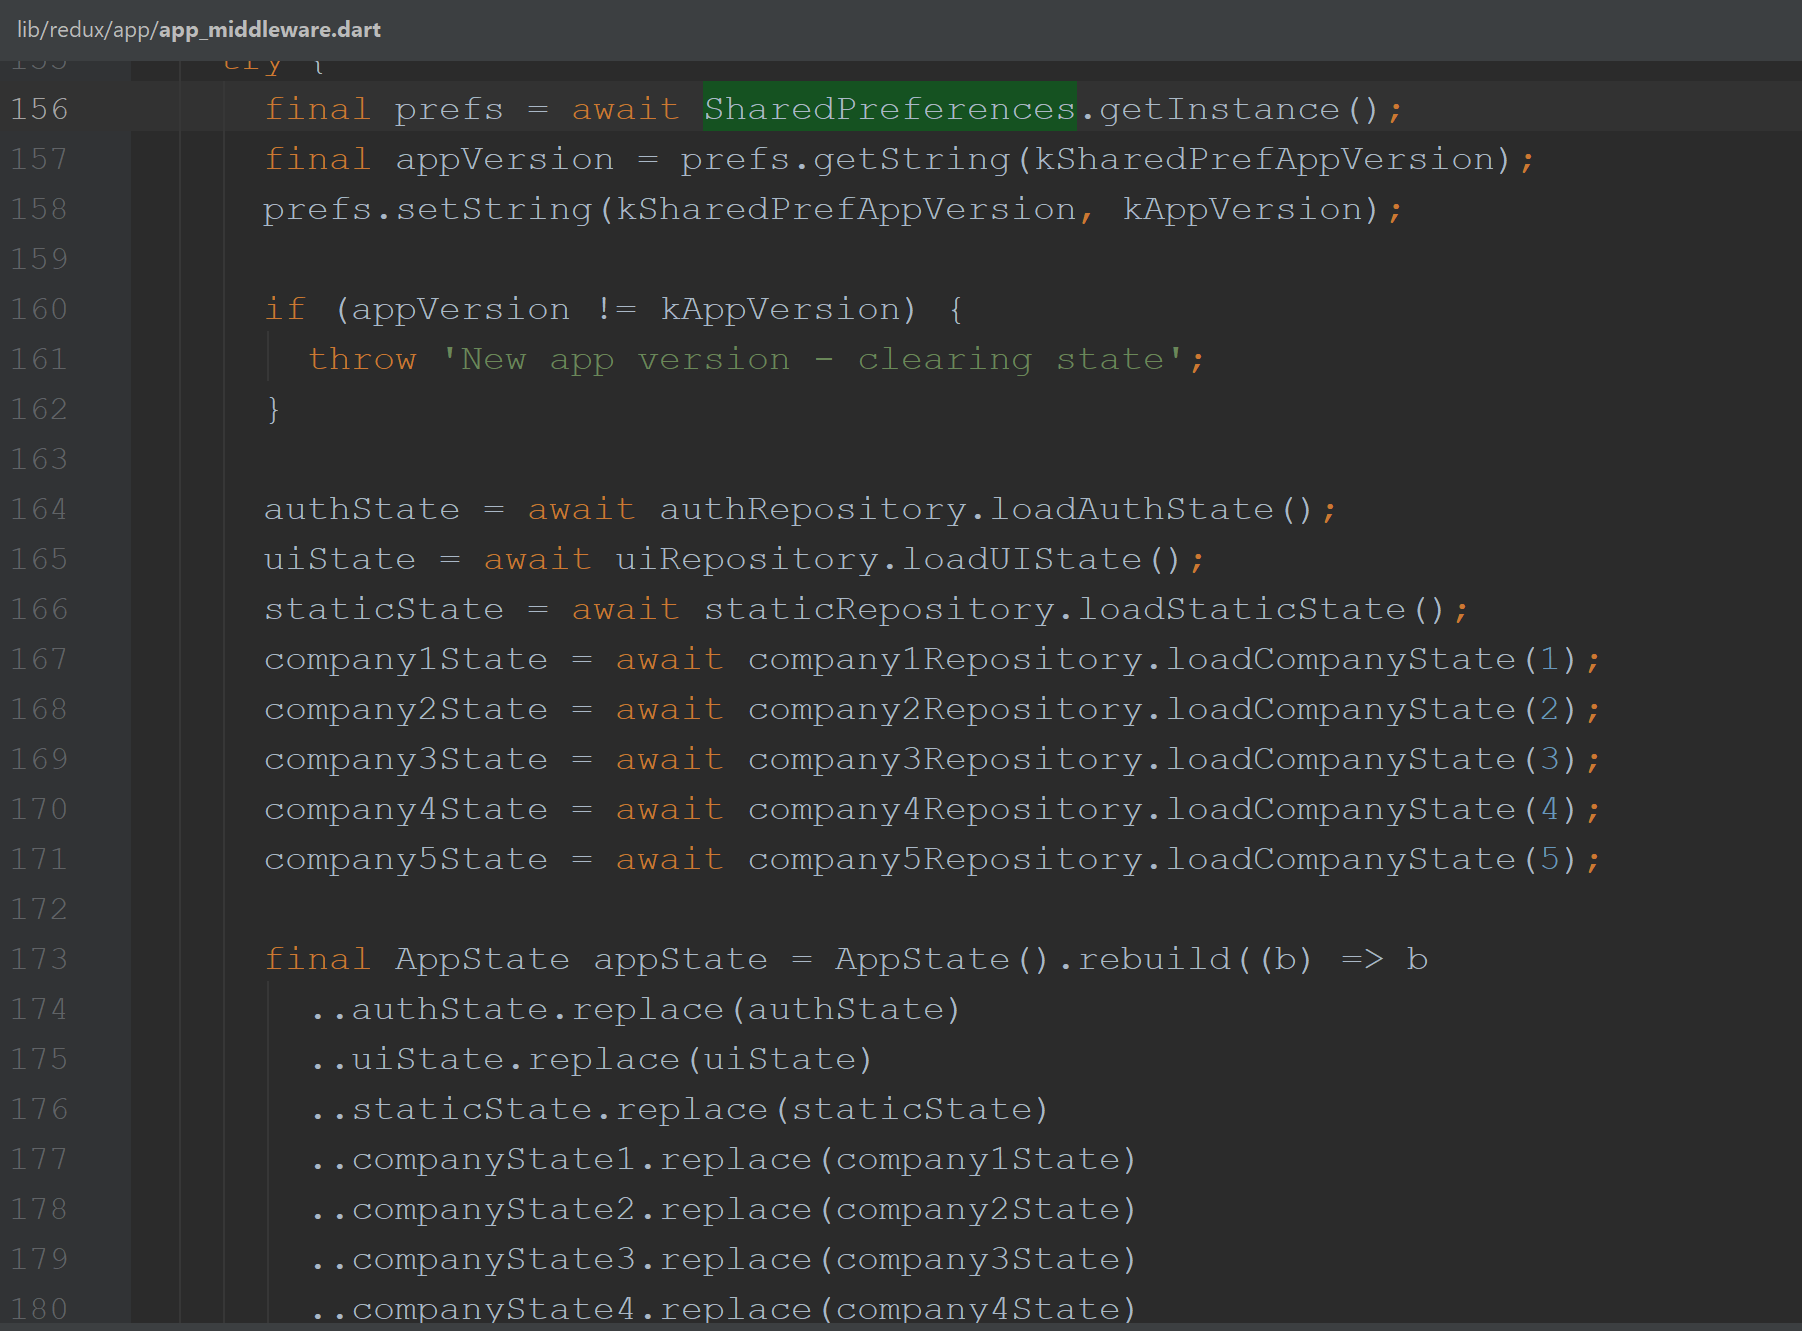 lib/redux/app/app_middleware.dart
155 try {
156 final prefs = await SharedPreferences.getInstance();
157 final appVersion = prefs.getString(kSharedPrefAppVersion);
158 prefs.setString(kSharedPrefAppVersion, kAppVersion);
159
160 if (appVersion != kAppVersion) {
161 throw 'New app version - clearing state';
162 }
163
164 authState = await authRepository.loadAuthState();
165 uiState = await uiRepository.loadUIState();
166 staticState = await staticRepository.loadStaticState();
167 company1State = await company1Repository.loadCompanyState(1);
168 company2State = await company2Repository.loadCompanyState(2);
169 company3State = await company3Repository.loadCompanyState(3);
170 company4State = await company4Repository.loadCompanyState(4);
171 company5State = await company5Repository.loadCompanyState(5);
172
173 final AppState appState = AppState().rebuild((b) => b
174 ..authState.replace(authState)
175 ..uiState.replace(uiState)
176 ..staticState.replace(staticState)
177 ..companyState1.replace(company1State)
178 ..companyState2.replace(company2State)
179 ..companyState3.replace(company3State)
180 ..companyState4.replace(company4State)